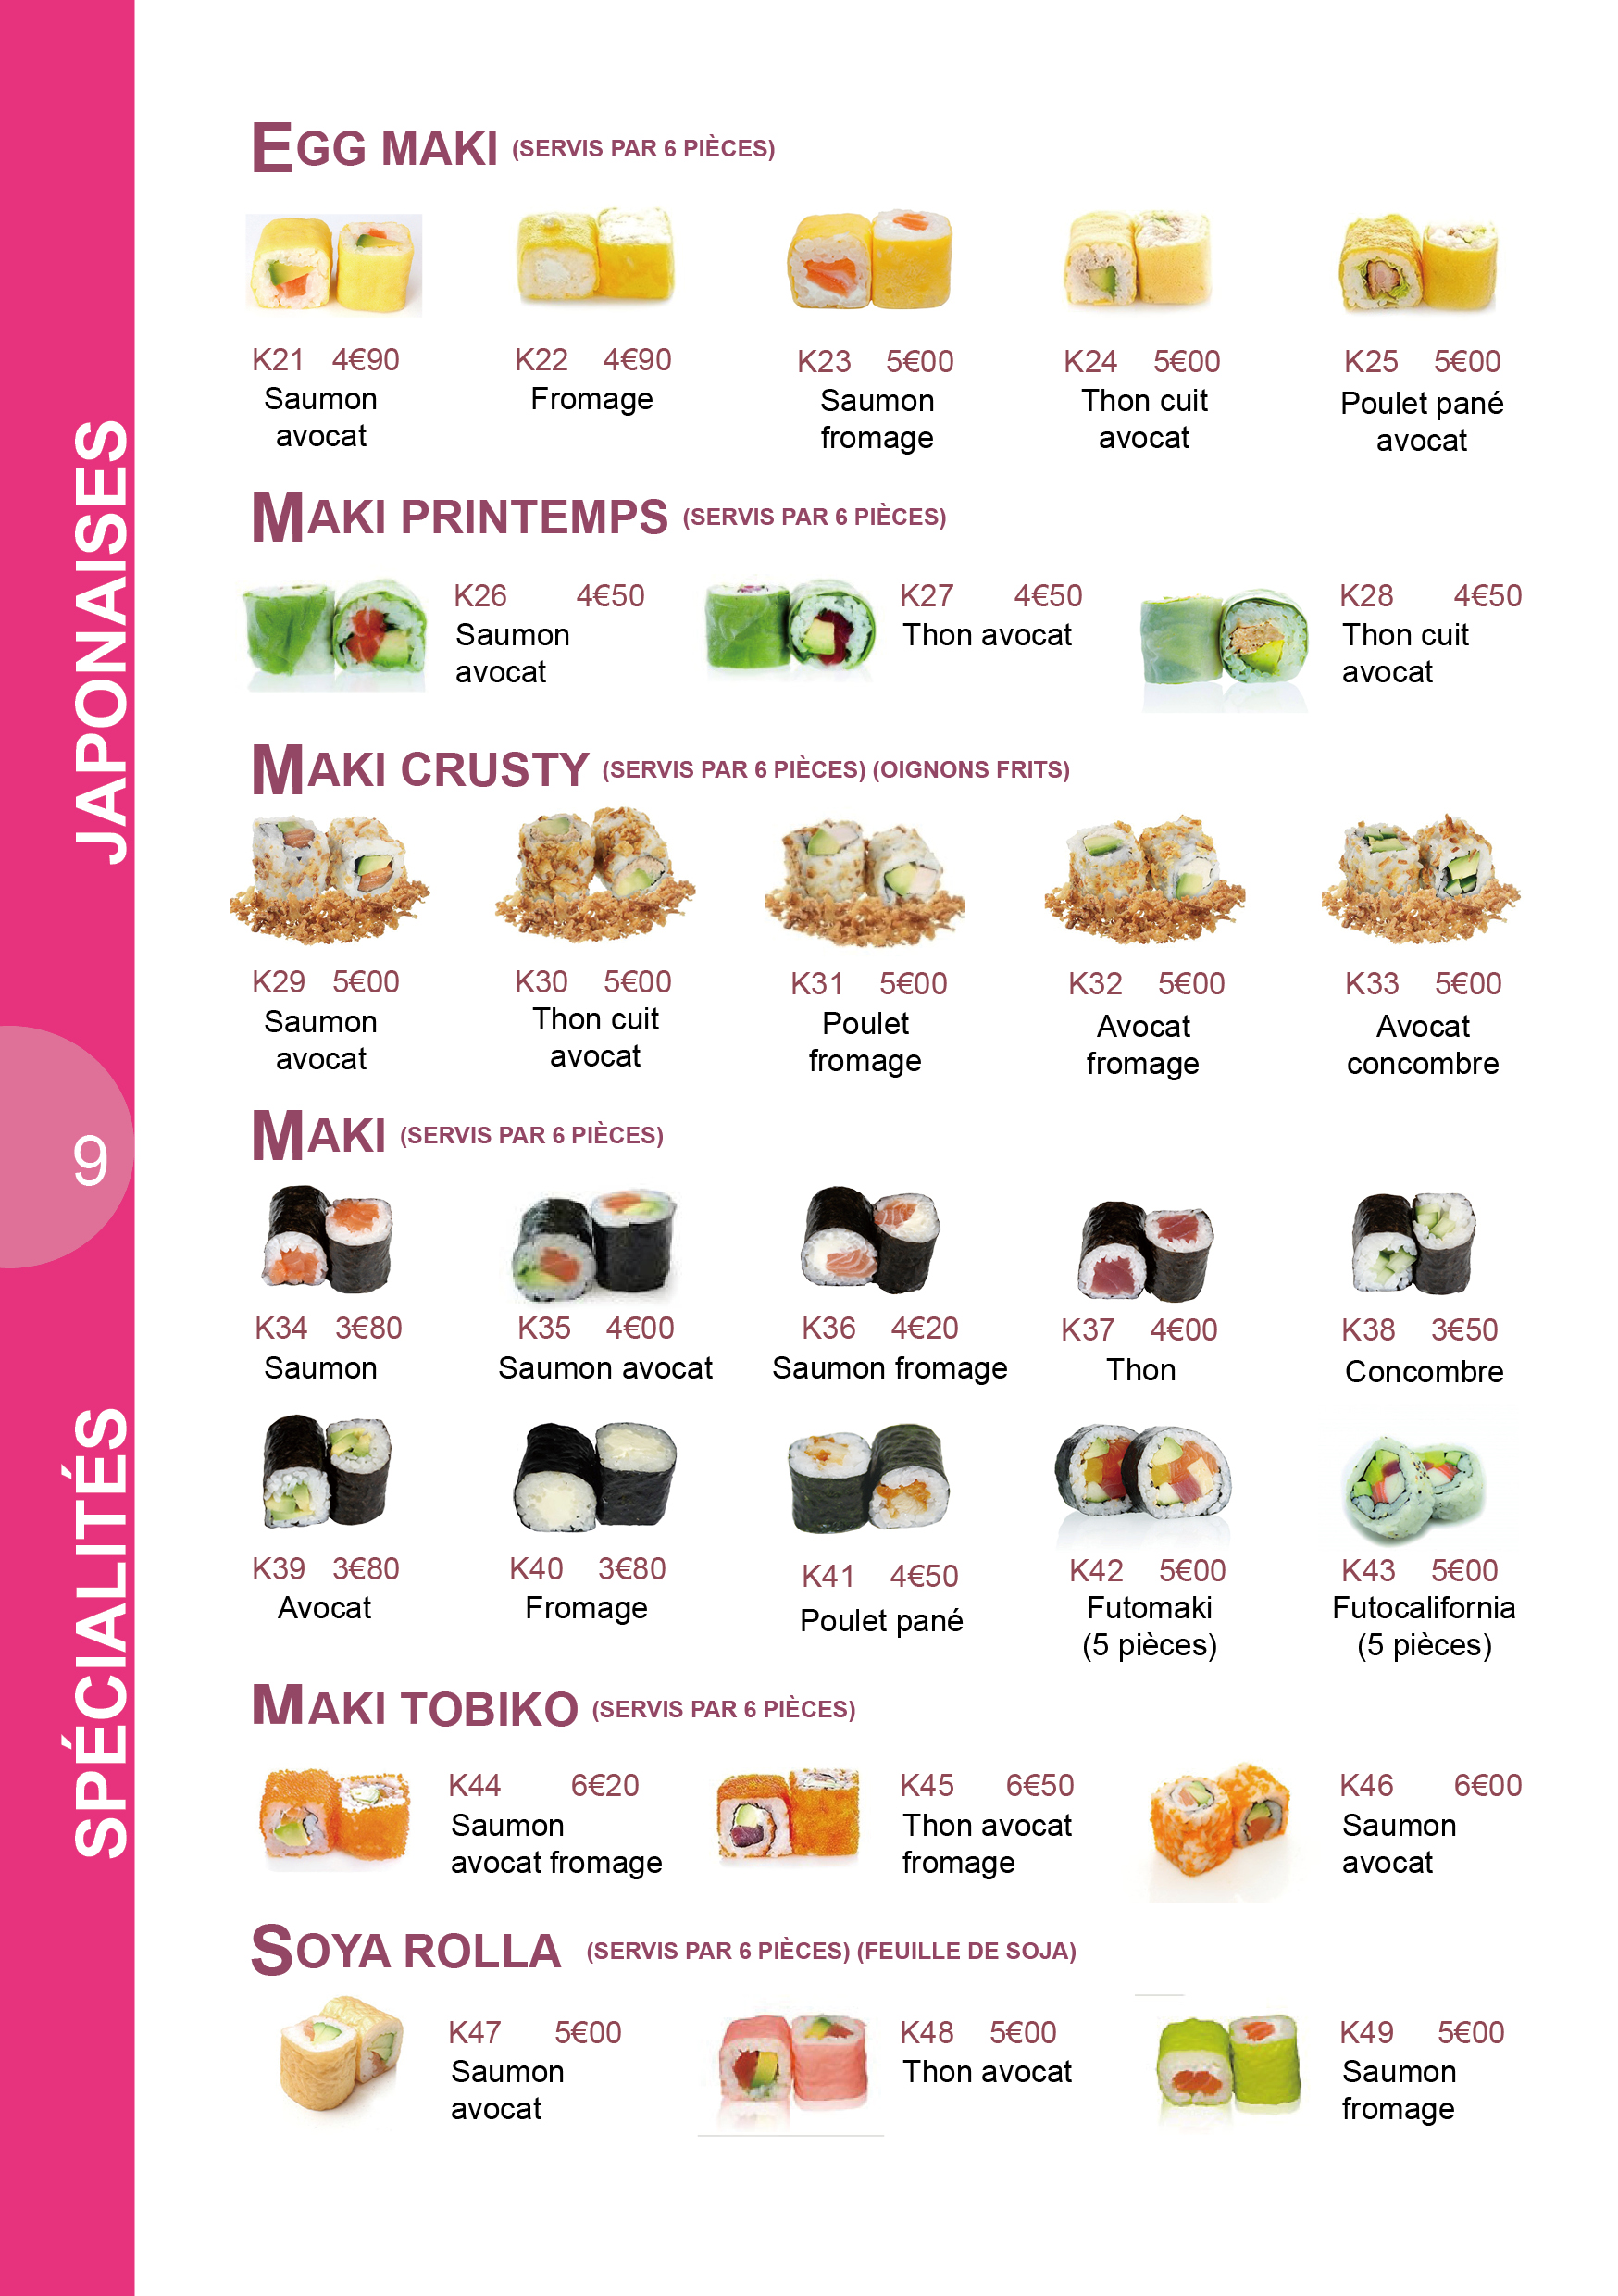 EGG MAKI (SERVIS PAR 6 PIÈCES)
K21 4€90
Saumon
avocat
K22 4€90
Fromage
K23 5€00
Saumon
fromage
K24 5€00
Thon cuit
avocat
K25 5€00
Poulet pané
avocat
MAKI PRINTEMPS (SERVIS PAR 6 PIÈCES)
K26 4€50
Saumon
avocat
K27 4€50
Thon avocat
K28 4€50
Thon cuit
avocat
MAKI CRUSTY (SERVIS PAR 6 PIÈCES) (OIGNONS FRITS)
K29 5€00
Saumon
avocat
K30 5€00
Thon cuit
avocat
K31 5€00
Poulet
fromage
K32 5€00
Avocat
fromage
K33 5€00
Avocat
concombre
MAKI (SERVIS PAR 6 PIÈCES)
K34 3€80
Saumon
K35 4€00
Saumon avocat
K36 4€20
Saumon fromage
K37 4€00
Thon
K38 3€50
Concombre
K39 3€80
Avocat
K40 3€80
Fromage
K41 4€50
Poulet pané
K42 5€00
Futomaki
(5 pièces)
K43 5€00
Futocalifornia
(5 pièces)
MAKI TOBIKO (SERVIS PAR 6 PIÈCES)
K44 6€20
Saumon
avocat fromage
K45 6€50
Thon avocat
fromage
K46 6€00
Saumon
avocat
SOYA ROLLA (SERVIS PAR 6 PIÈCES) (FEUILLE DE SOJA)
K47 5€00
Saumon
avocat
K48 5€00
Thon avocat
K49 5€00
Saumon
fromage
SPÉCIALITÉS JAPONAISES
9